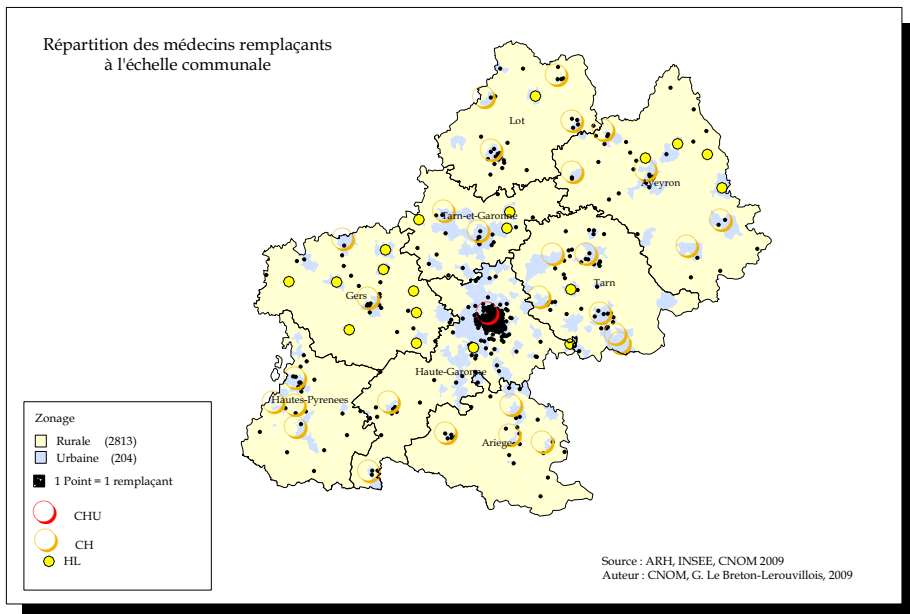 Répartition des médecins remplaçants
à l'échelle communale
Lot
Aveyron
Tarn-et-Garonne
Gers
Tarn
Haute-Garonne
Hautes-Pyrenees
Ariege
Zonage
Rurale (2813)
Urbaine (204)
1 Point = 1 remplaçant
CHU
CH
HL
Source : ARH, INSEE, CNOM 2009
Auteur : CNOM, G. Le Breton-Lerouvillois, 2009